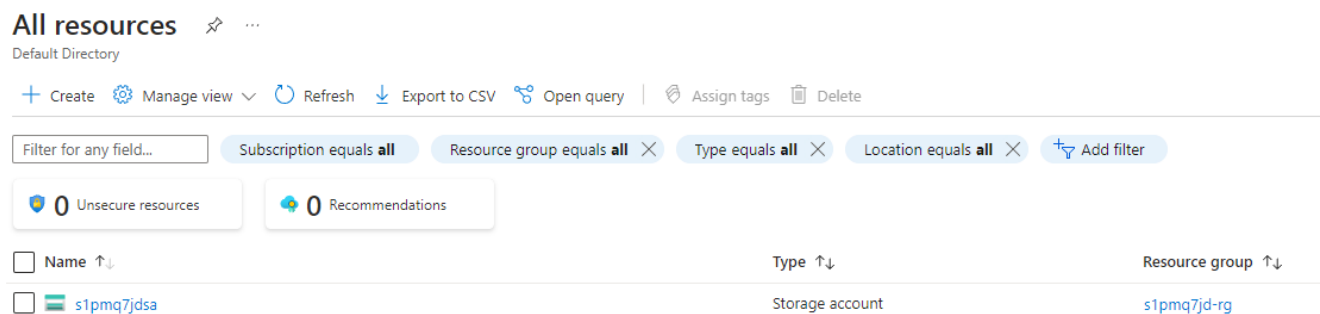 All resources
Default Directory
Create Manage view Refresh Export to CSV Open query Assign tags Delete
Filter for any field... Subscription equals all Resource group equals all Type equals all Location equals all Add filter
0 Unsecure resources 0 Recommendations
Name Type Resource group
s1pmq7jdsa Storage account s1pmq7jd-rg